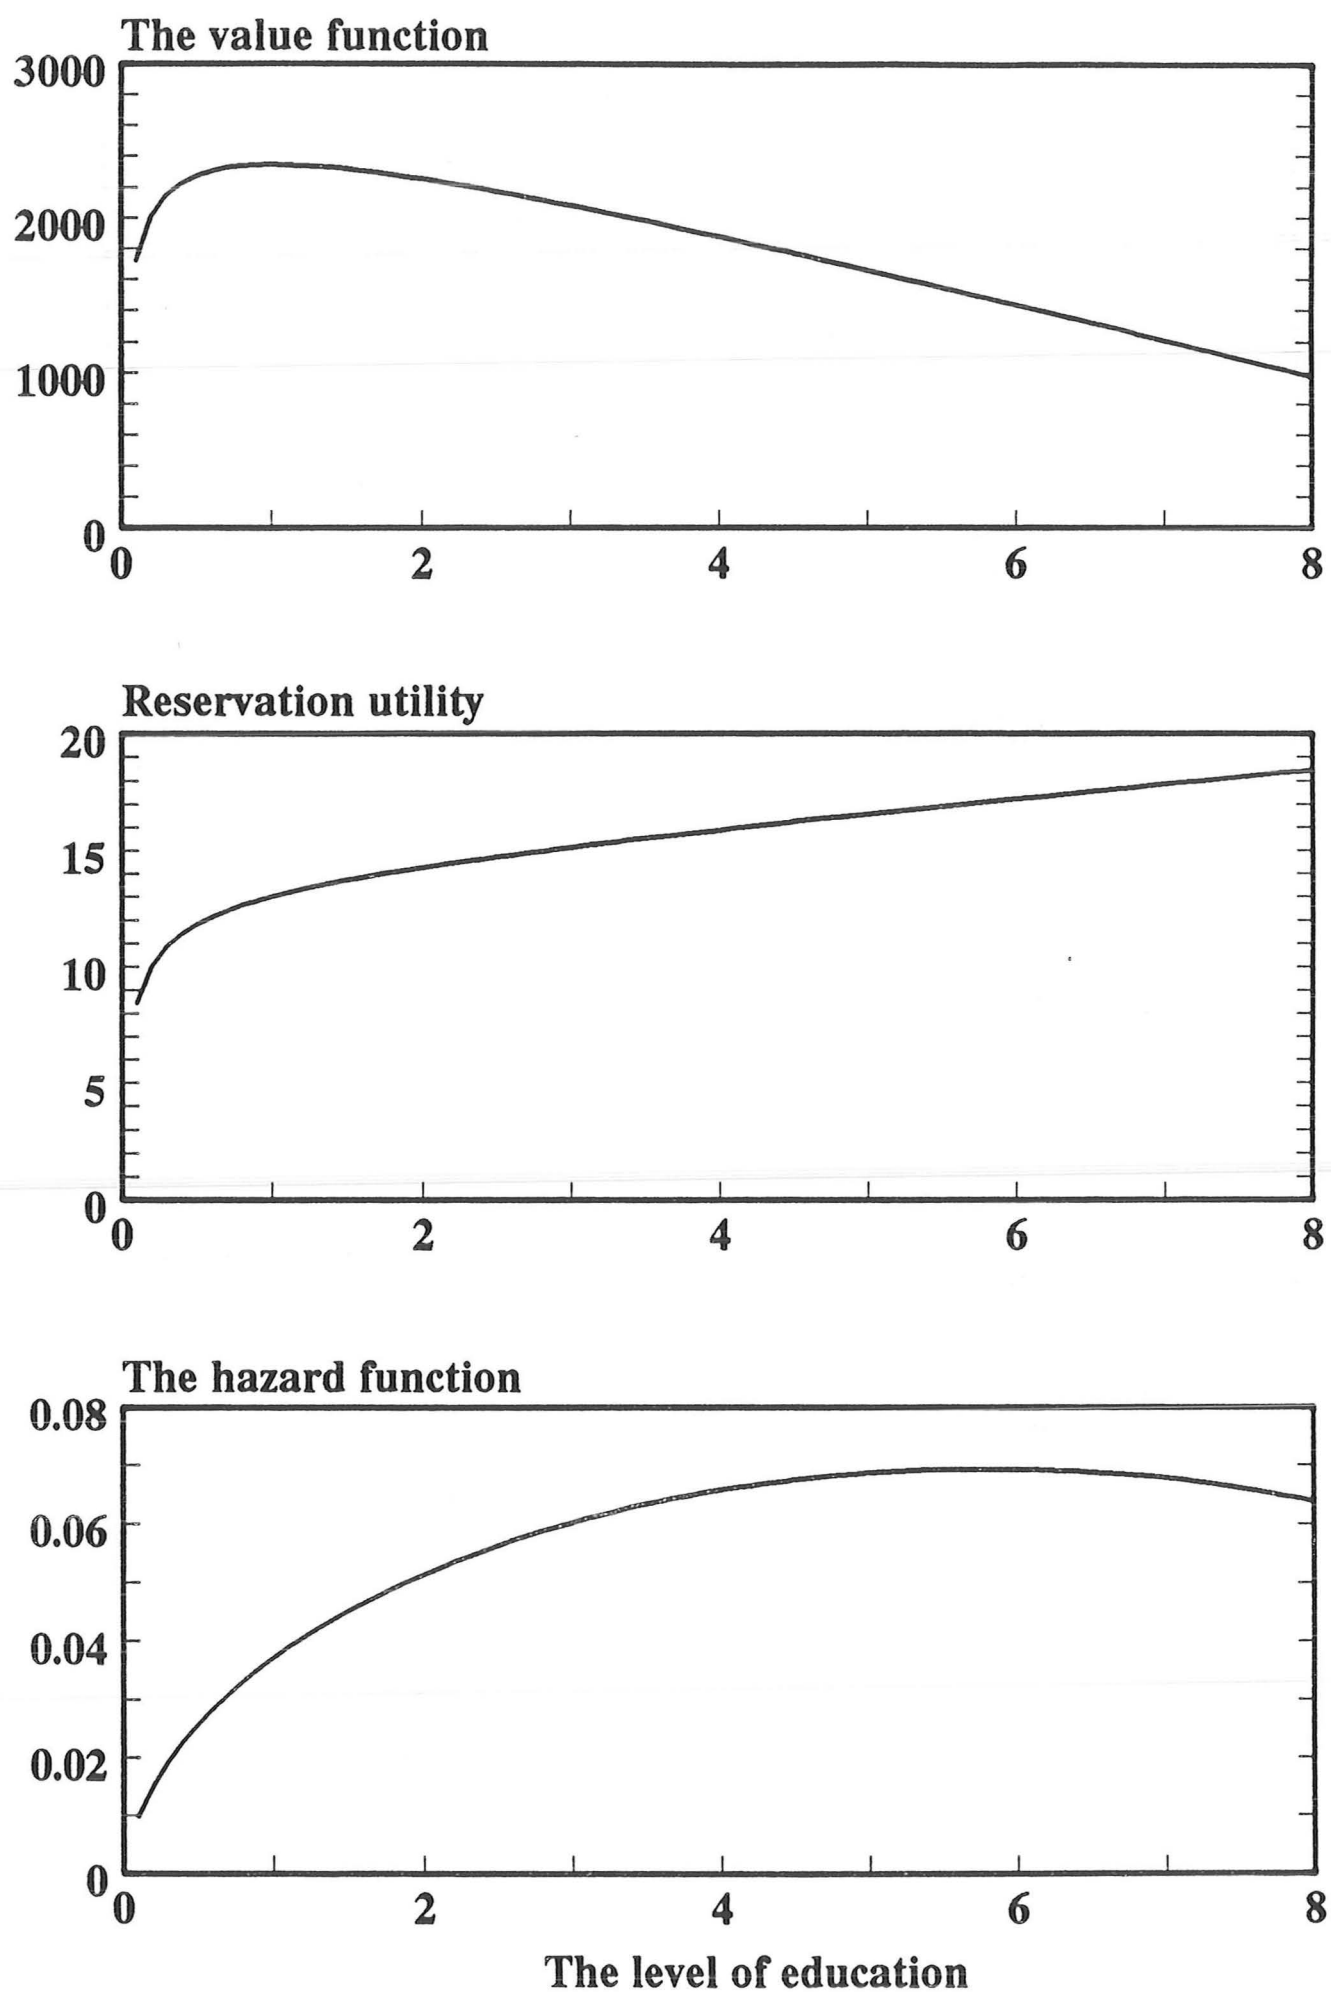 The value function
3000
2000
1000
0
0 2 4 6 8
Reservation utility
20
15
10
5
0
0 2 4 6 8
The hazard function
0.08
0.06
0.04
0.02
0
0 2 4 6 8
The level of education